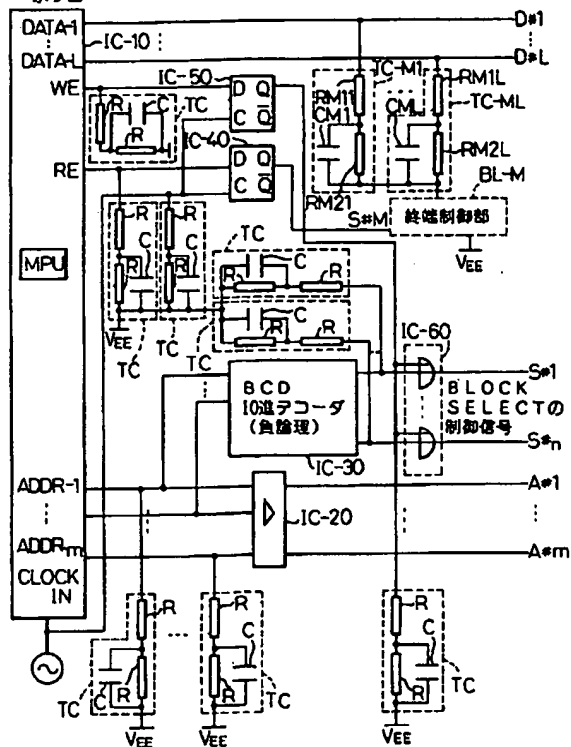 DATA-1
IC-10
D#1
DATA-L
D#L
WE
IC-50
TC-M1
RM1L
R
C
TC
D Q
C Q̅
RM11
CM1
CML
TC-ML
IC-40
RE
D Q
C Q̅
RM2L
RM21
BL-M
S#M
終端制御部
VEE
MPU
R
R
R
C
R
C
TC
C
R
R
C
R
R
VEE
TC
TC
TC
IC-60
S#1
BCD
10進デコーダ
(負論理)
BLOCK
SELECTの
制御信号
S#n
IC-30
ADDR-1
A#1
IC-20
ADDRm
A#m
CLOCK
IN
R
R
R
C
C
R
R
C
R
TC
TC
TC
VEE
VEE
VEE